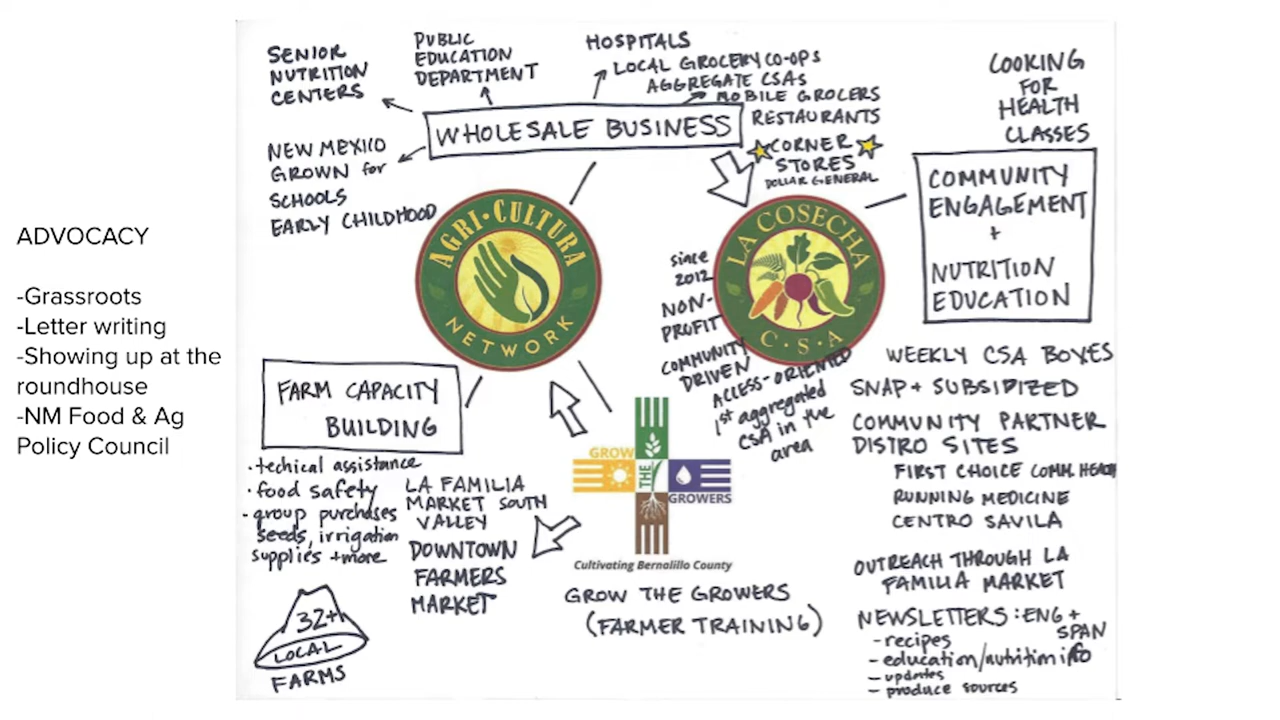 ADVOCACY
-Grassroots
-Letter writing
-Showing up at the
roundhouse
-NM Food & Ag
Policy Council
SENIOR
NUTRITION
CENTERS
PUBLIC
EDUCATION
DEPARTMENT
HOSPITALS
LOCAL GROCERY CO-OPS
AGGREGATE CSAs
MOBILE GROCERS
RESTAURANTS
CORNER
STORES
DOLLAR GENERAL
WHOLESALE BUSINESS
NEW MEXICO
GROWN for
SCHOOLS
EARLY CHILDHOOD
COOKING
FOR
HEALTH
CLASSES
COMMUNITY
ENGAGEMENT
+
NUTRITION
EDUCATION
AGRI·CULTURA
NETWORK
LA COSECHA
C·S·A
since
2012
NON-
PROFIT
COMMUNITY
DRIVEN
ACCESS-ORIENTED
1st aggregated
CSA in the
area
FARM CAPACITY
BUILDING
·techical assistance
·food safety
·group purchases
seeds, irrigation
supplies +more
32+
LOCAL
FARMS
LA FAMILIA
MARKET SOUTH
VALLEY
DOWNTOWN
FARMERS
MARKET
GROW
THE
GROWERS
Cultivating Bernalillo County
GROW THE GROWERS
(FARMER TRAINING)
WEEKLY CSA BOXES
SNAP + SUBSIDIZED
COMMUNITY PARTNER
DISTRO SITES
FIRST CHOICE COMM. HEALTH
RUNNING MEDICINE
CENTRO SAVILA
OUTREACH THROUGH LA
FAMILIA MARKET
NEWSLETTERS: ENG +
SPAN
-recipes
-education/nutrition info
-updates
-produce sources